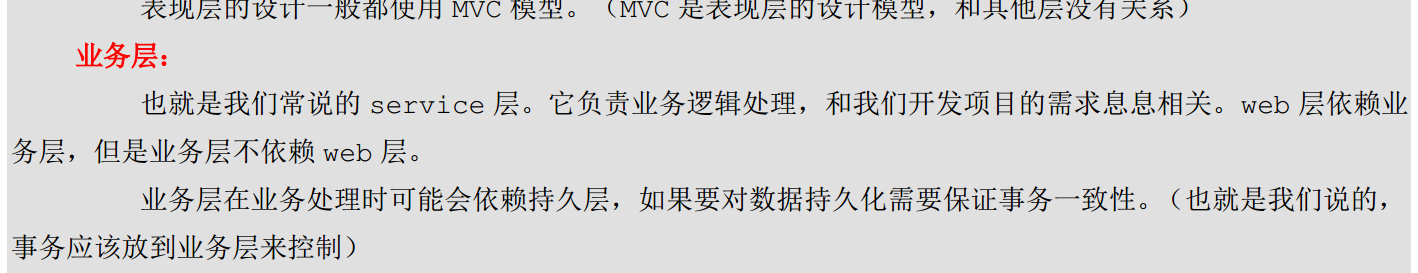 表现层的设计一般都使用 MVC 模型。（MVC 是表现层的设计模型，和其他层没有关系）
业务层：
也就是我们常说的 service 层。它负责业务逻辑处理，和我们开发项目的需求息息相关。web 层依赖业
务层，但是业务层不依赖 web 层。
业务层在业务处理时可能会依赖持久层，如果要对数据持久化需要保证事务一致性。（也就是我们说的，
事务应该放到业务层来控制）